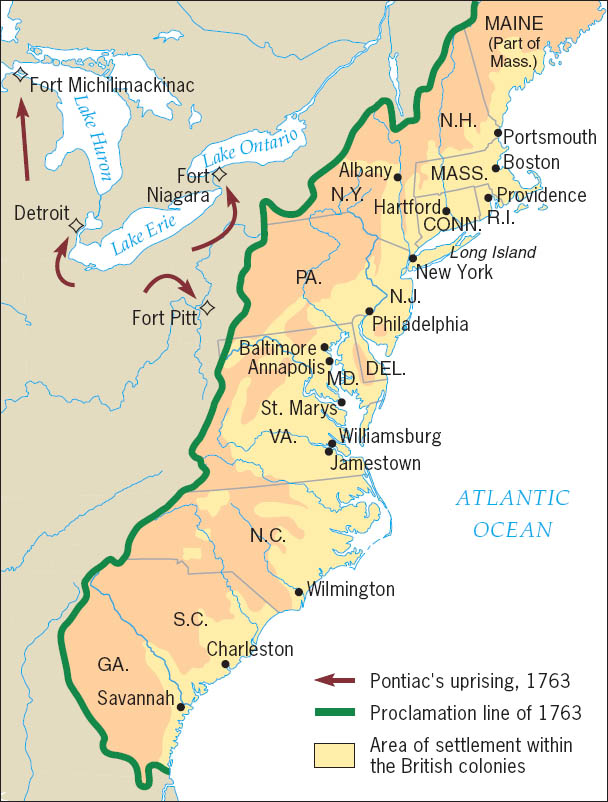 MAINE
(Part of
Mass.)
Fort Michilimackinac
Lake Huron
N.H.
Portsmouth
Lake Ontario
Boston
Albany
MASS.
Fort
Niagara
N.Y.
Providence
Hartford
R.I.
CONN.
Detroit
Lake Erie
Long Island
New York
PA.
N.J.
Fort Pitt
Philadelphia
Baltimore
Annapolis
DEL.
MD.
St. Marys
VA.
Williamsburg
Jamestown
ATLANTIC
OCEAN
N.C.
Wilmington
S.C.
Charleston
GA.
Savannah
Pontiac's uprising, 1763
Proclamation line of 1763
Area of settlement within
the British colonies